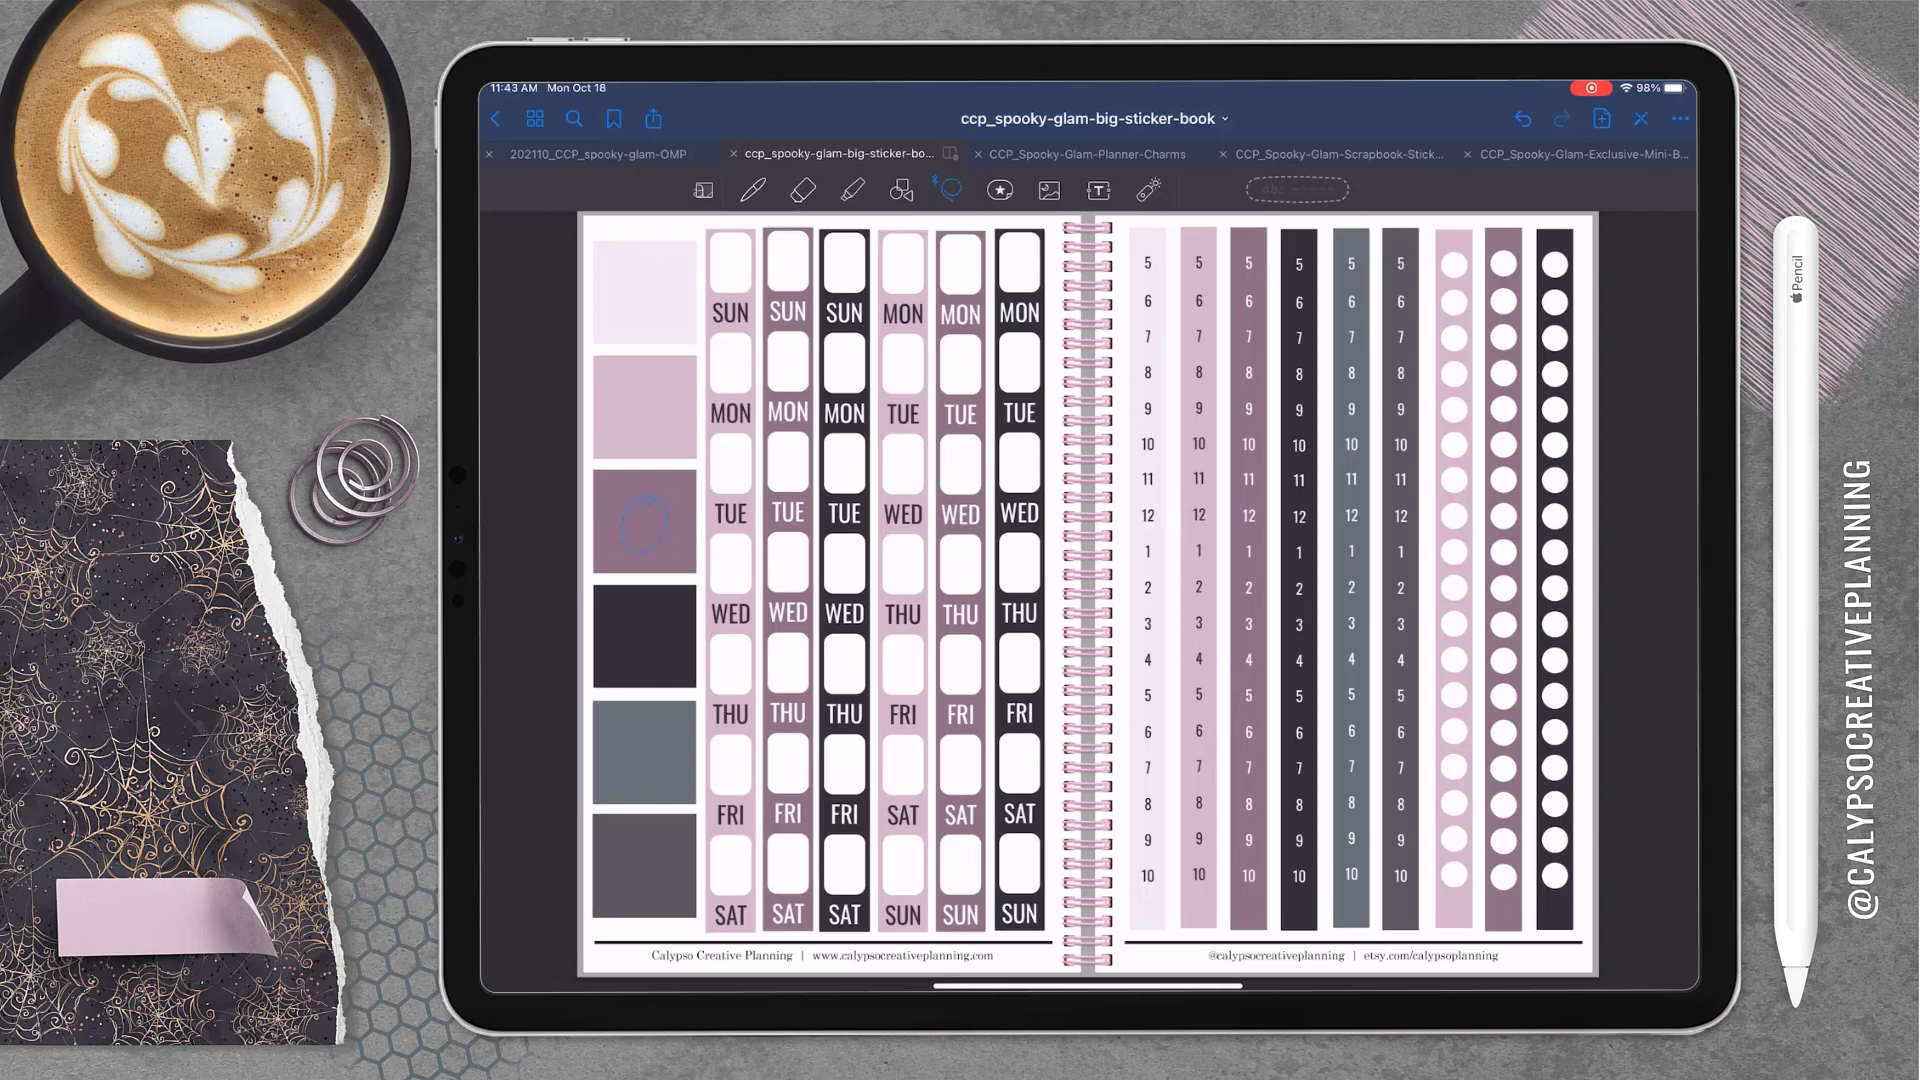 11:43 AM Mon Oct 18
98%
ccp_spooky-glam-big-sticker-book
202110_CCP_spooky-glam-OMP
ccp_spooky-glam-big-sticker-bo...
CCP_Spooky-Glam-Planner-Charms
CCP_Spooky-Glam-Scrapbook-Stick...
CCP_Spooky-Glam-Exclusive-Mini-B...
SUN SUN SUN MON MON MON
MON MON MON TUE TUE TUE
TUE TUE TUE WED WED WED
WED WED WED THU THU THU
THU THU THU FRI FRI FRI
FRI FRI FRI SAT SAT SAT
SAT SAT SAT SUN SUN SUN
Calypso Creative Planning | www.calypsocreativeplanning.com
5 5 5 5 5 5
6 6 6 6 6 6
7 7 7 7 7 7
8 8 8 8 8 8
9 9 9 9 9 9
10 10 10 10 10 10
11 11 11 11 11 11
12 12 12 12 12 12
1 1 1 1 1 1
2 2 2 2 2 2
3 3 3 3 3 3
4 4 4 4 4 4
5 5 5 5 5 5
6 6 6 6 6 6
7 7 7 7 7 7
8 8 8 8 8 8
9 9 9 9 9 9
10 10 10 10 10 10
@calypsocreativeplanning | etsy.com/calypsoplanning
Pencil
@CALYPSOCREATIVEPLANNING